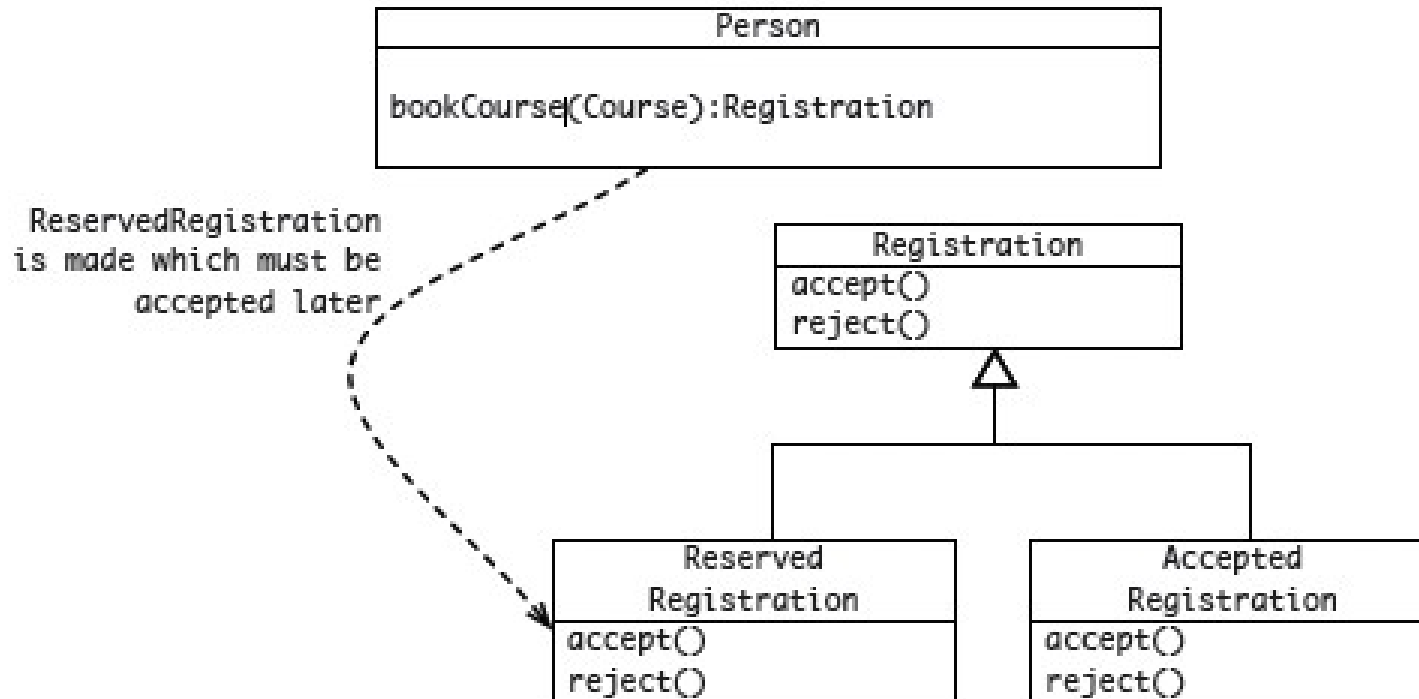 Person
bookCourse(Course):Registration
ReservedRegistration
is made which must be
accepted later
Registration
accept()
reject()
Reserved
Registration
accept()
reject()
Accepted
Registration
accept()
reject()